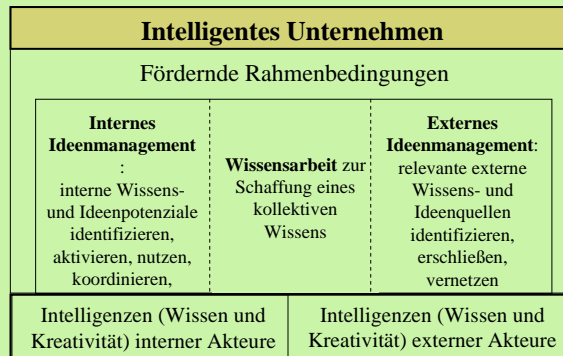 Intelligentes Unternehmen
Fördernde Rahmenbedingungen
Internes
Ideenmanagement
:
interne Wissens-
und Ideenpotenziale
identifizieren,
aktivieren, nutzen,
koordinieren,
Wissensarbeit zur
Schaffung eines
kollektiven
Wissens
Externes
Ideenmanagement:
relevante externe
Wissens- und
Ideenquellen
identifizieren,
erschließen,
vernetzen
Intelligenzen (Wissen und
Kreativität) interner Akteure
Intelligenzen (Wissen und
Kreativität) externer Akteure